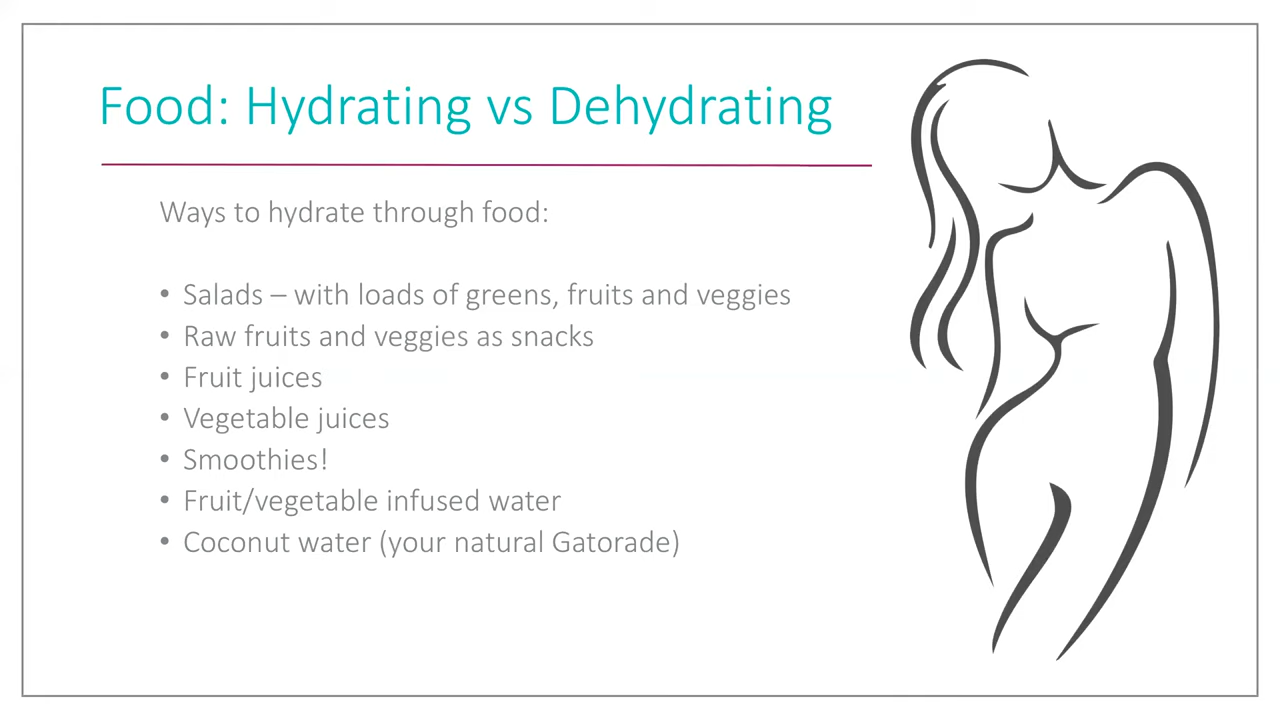 Food: Hydrating vs Dehydrating
Ways to hydrate through food:
• Salads – with loads of greens, fruits and veggies
• Raw fruits and veggies as snacks
• Fruit juices
• Vegetable juices
• Smoothies!
• Fruit/vegetable infused water
• Coconut water (your natural Gatorade)